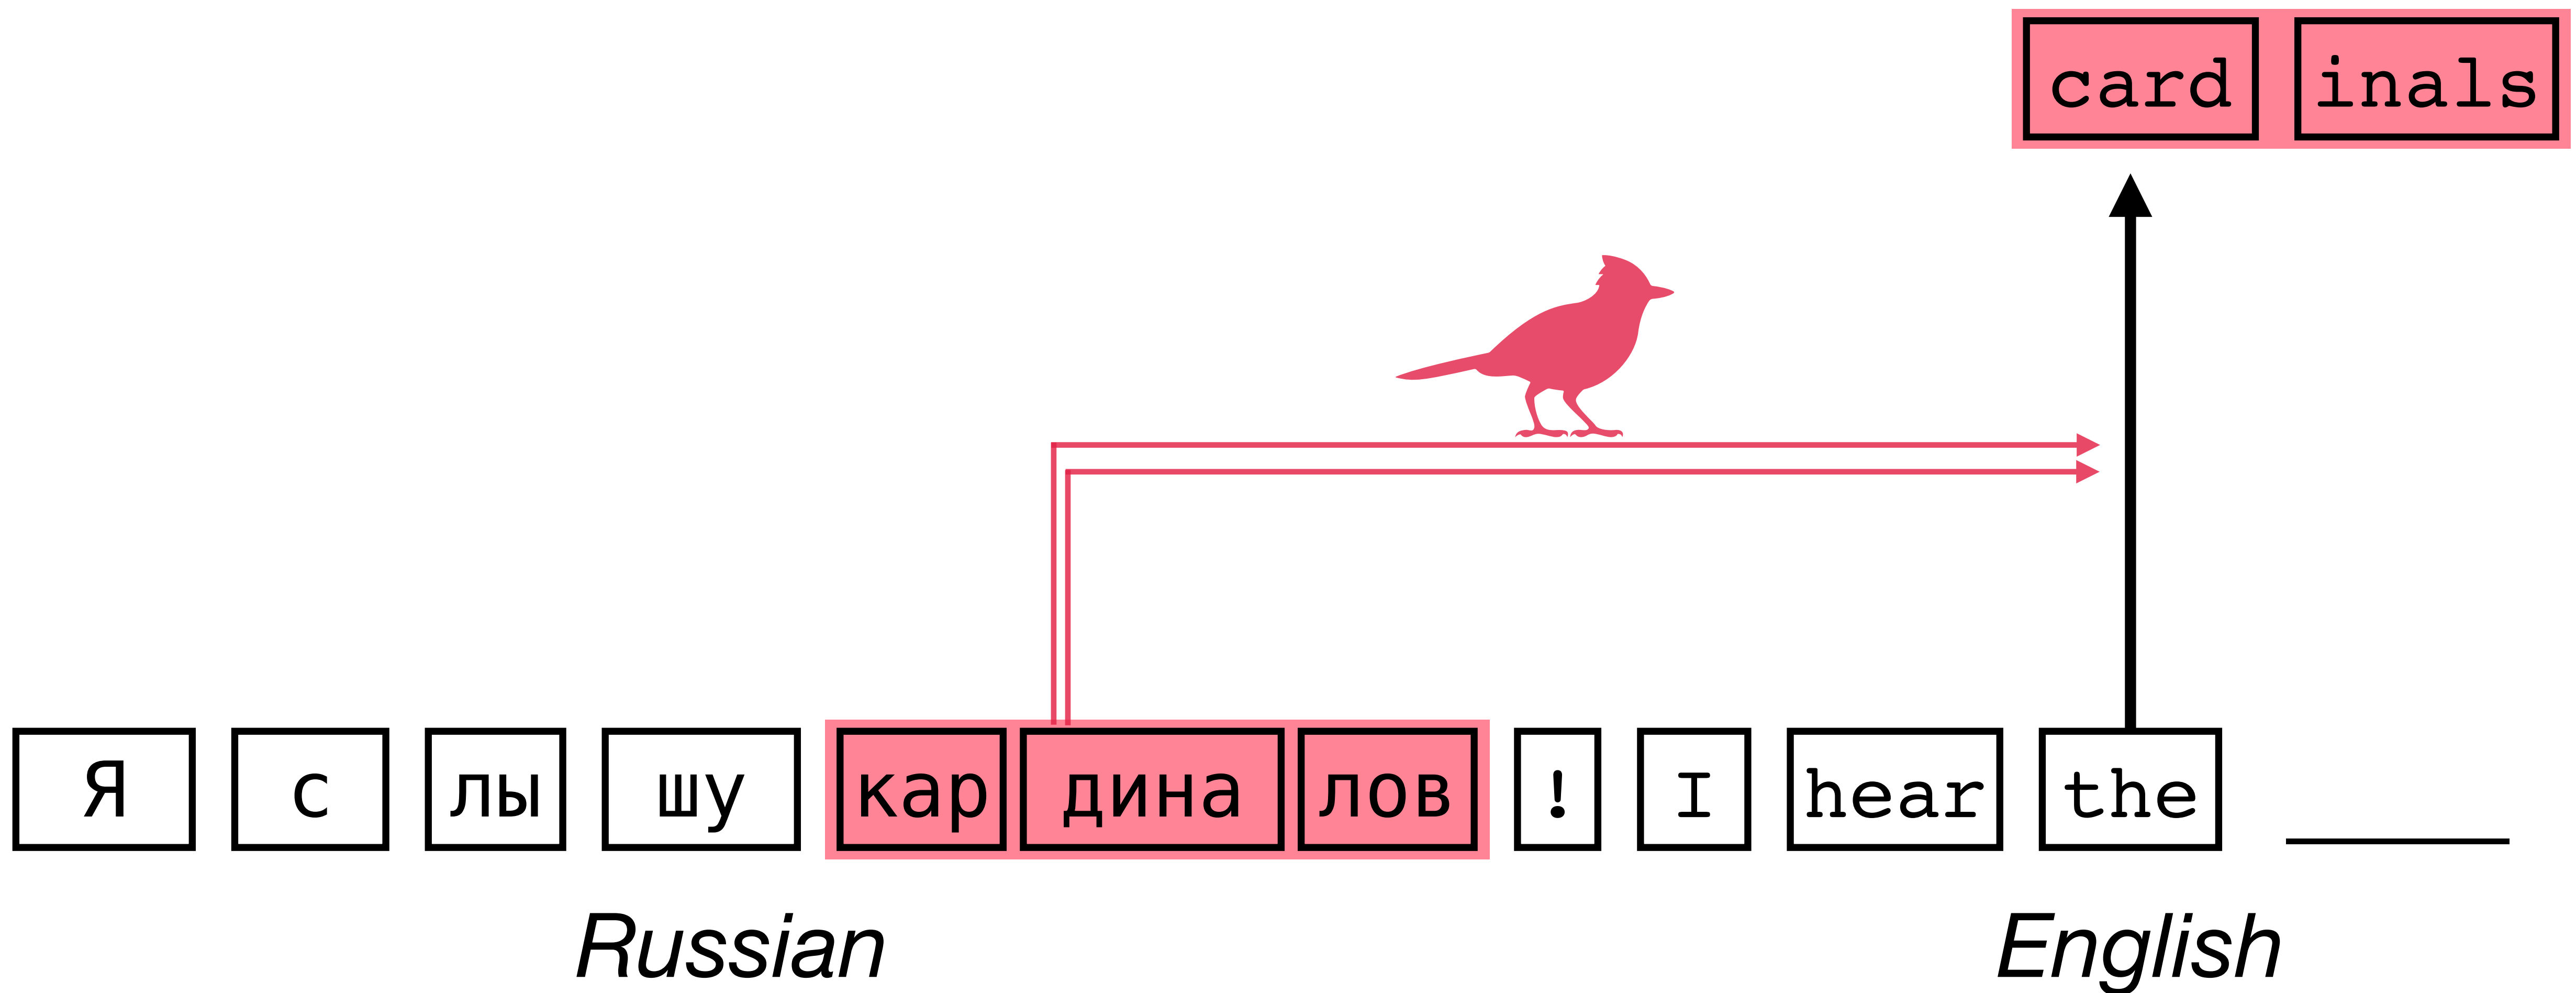 card inals
Я с лы шу кар дина лов ! I hear the
Russian English